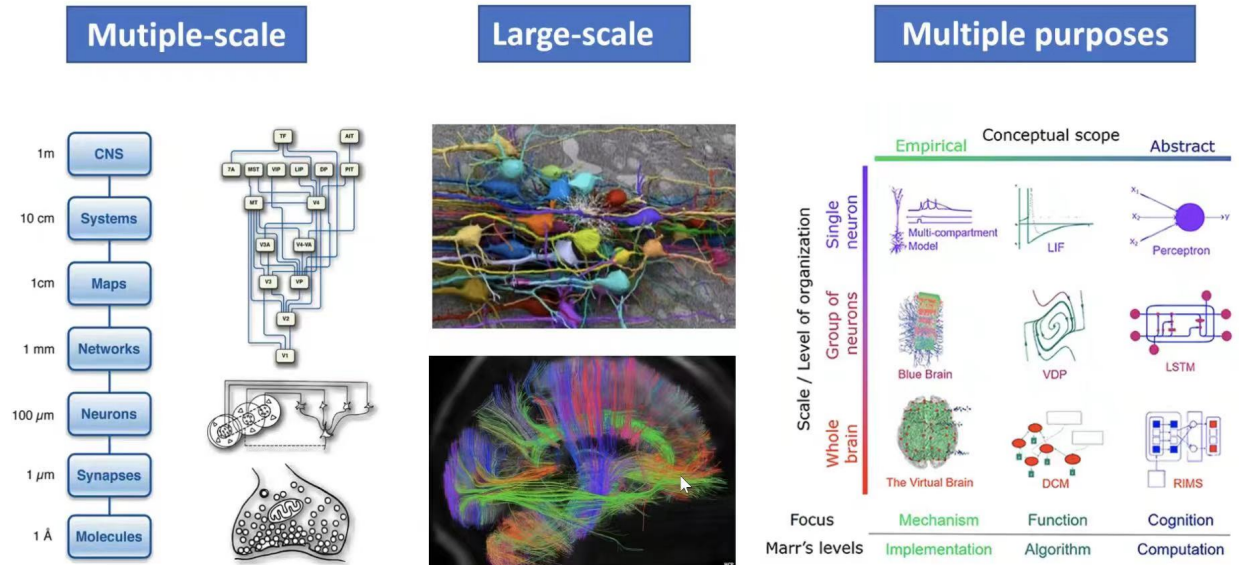 Mutiple-scale
Large-scale
Multiple purposes
1m
CNS
10 cm
Systems
1cm
Maps
1 mm
Networks
100 µm
Neurons
1 µm
Synapses
1 Å
Molecules
TF
AIT
7A
MST
VIP
LIP
DP
PIT
MT
V4
V3A
V4-VA
V3
VP
V2
V1
Conceptual scope
Empirical
Abstract
Scale / Level of organization
Single
neuron
Multi-compartment
Model
LIF
X₁
X₂
X₃
y
Perceptron
Group of
neurons
Blue Brain
VDP
LSTM
Whole
brain
The Virtual Brain
DCM
RIMS
Focus
Mechanism
Function
Cognition
Marr's levels
Implementation
Algorithm
Computation